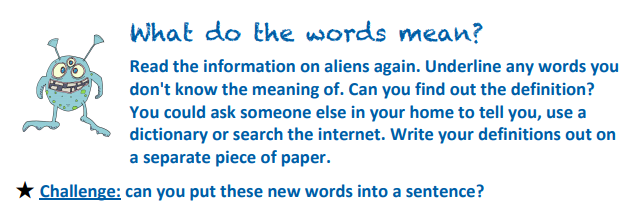 What do the words mean?
Read the information on aliens again. Underline any words you
don't know the meaning of. Can you find out the definition?
You could ask someone else in your home to tell you, use a
dictionary or search the internet. Write your definitions out on
a separate piece of paper.
Challenge: can you put these new words into a sentence?